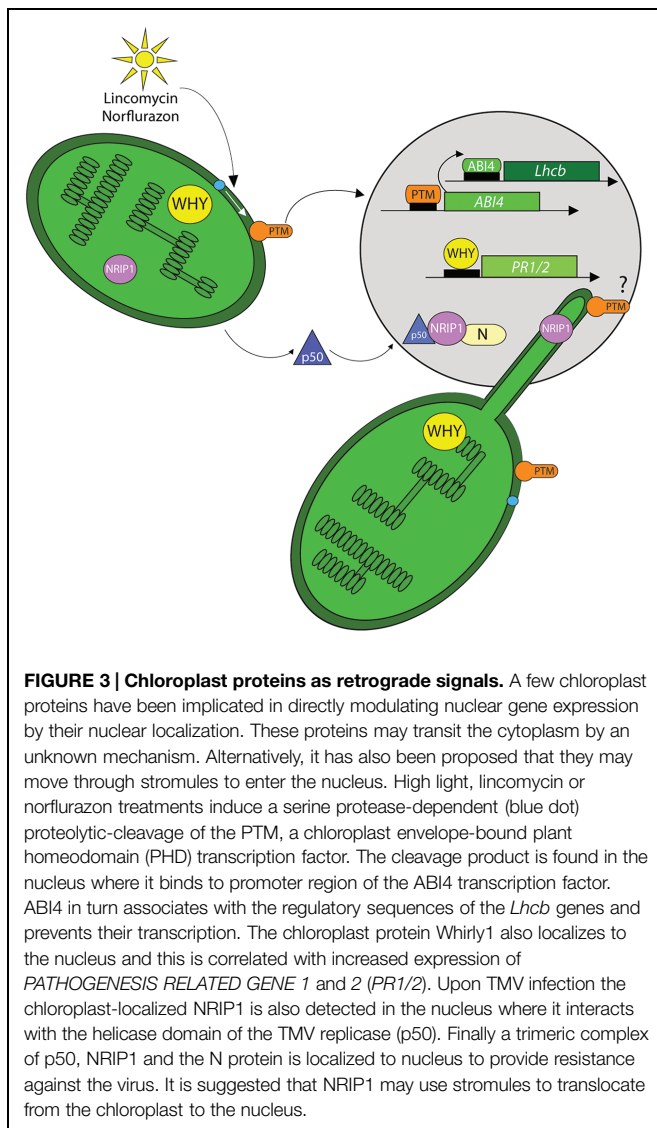 Lincomycin
Norflurazon
WHY
NRIP1
PTM
ABI4
Lhcb
PTM
ABI4
WHY
PR1/2
?
p50
p50
NRIP1
N
NRIP1
PTM
WHY
PTM
FIGURE 3 | Chloroplast proteins as retrograde signals. A few chloroplast
proteins have been implicated in directly modulating nuclear gene expression
by their nuclear localization. These proteins may transit the cytoplasm by an
unknown mechanism. Alternatively, it has also been proposed that they may
move through stromules to enter the nucleus. High light, lincomycin or
norflurazon treatments induce a serine protease-dependent (blue dot)
proteolytic-cleavage of the PTM, a chloroplast envelope-bound plant
homeodomain (PHD) transcription factor. The cleavage product is found in the
nucleus where it binds to promoter region of the ABI4 transcription factor.
ABI4 in turn associates with the regulatory sequences of the Lhcb genes and
prevents their transcription. The chloroplast protein Whirly1 also localizes to
the nucleus and this is correlated with increased expression of
PATHOGENESIS RELATED GENE 1 and 2 (PR1/2). Upon TMV infection the
chloroplast-localized NRIP1 is also detected in the nucleus where it interacts
with the helicase domain of the TMV replicase (p50). Finally a trimeric complex
of p50, NRIP1 and the N protein is localized to nucleus to provide resistance
against the virus. It is suggested that NRIP1 may use stromules to translocate
from the chloroplast to the nucleus.